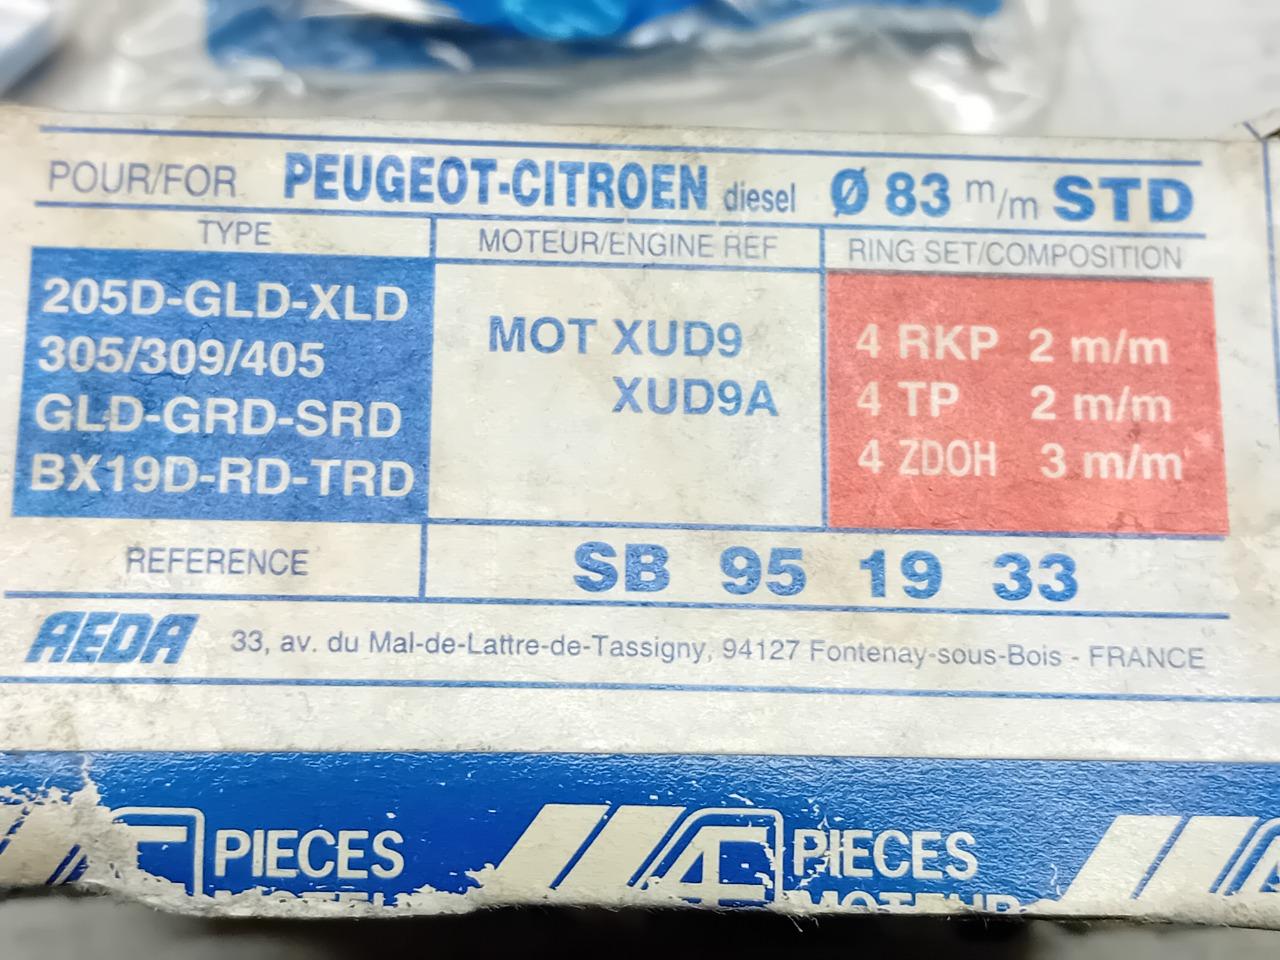 POUR/FOR PEUGEOT-CITROEN diesel Ø 83 m/m STD
TYPE MOTEUR/ENGINE REF RING SET/COMPOSITION
205D-GLD-XLD
305/309/405
GLD-GRD-SRD
BX19D-RD-TRD
MOT XUD9
XUD9A
4 RKP 2 m/m
4 TP 2 m/m
4 ZDOH 3 m/m
REFERENCE SB 95 19 33
AEDA 33, av. du Mal-de-Lattre-de-Tassigny, 94127 Fontenay-sous-Bois - FRANCE
PIECES PIECES
MOTEUR